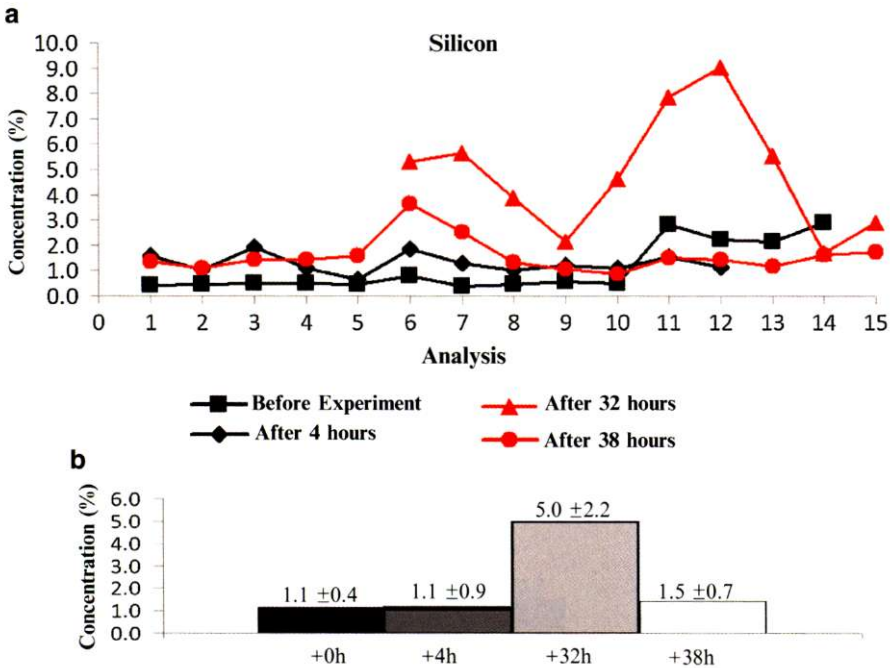 a
Silicon
Concentration (%)
10.0
9.0
8.0
7.0
6.0
5.0
4.0
3.0
2.0
1.0
0.0
0 1 2 3 4 5 6 7 8 9 10 11 12 13 14 15
Analysis
Before Experiment
After 32 hours
After 4 hours
After 38 hours
b
Concentration (%)
6.0
5.0
4.0
3.0
2.0
1.0
0.0
1.1 ±0.4
1.1 ±0.9
5.0 ±2.2
1.5 ±0.7
+0h +4h +32h +38h